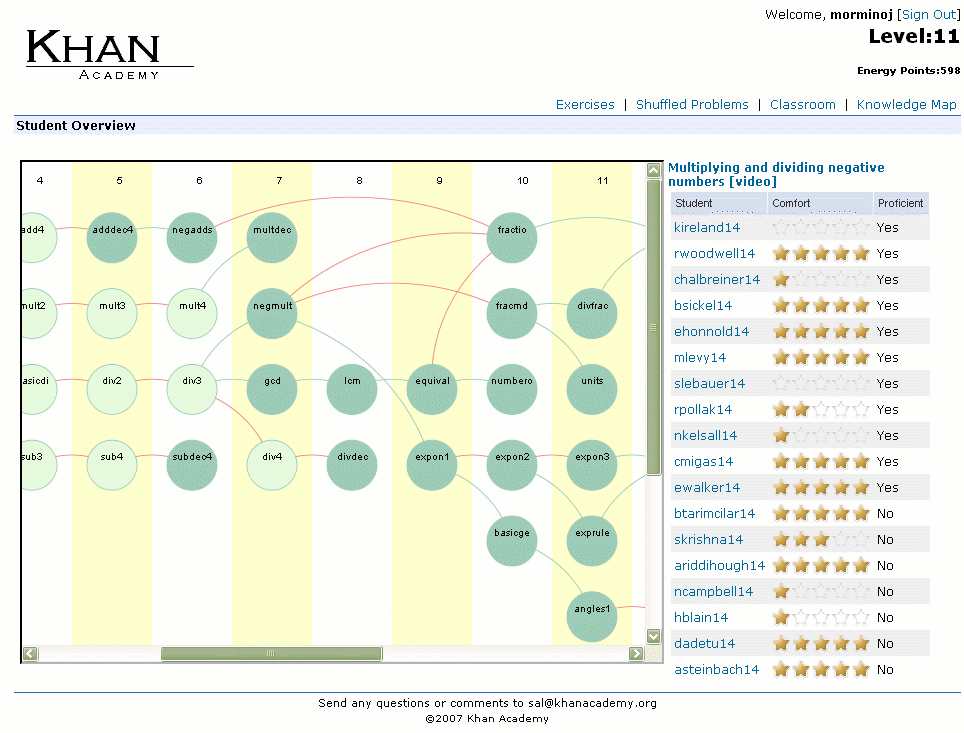 Welcome, morminoj [Sign Out]
KHAN
ACADEMY
Level:11
Energy Points:598
Exercises | Shuffled Problems | Classroom | Knowledge Map
Student Overview
4 5 6 7 8 9 10 11
add4 adddec4 negadds multdec fractio
mult2 mult3 mult4 negmult fracmd divfrac
asicdi div2 div3 gcd lcm equival numbero units
sub3 sub4 subdec4 div4 divdec expon1 expon2 expon3
basicge exprule
angles1
Multiplying and dividing negative
numbers [video]
Student Comfort Proficient
kireland14 Yes
rwoodwell14 Yes
chalbreiner14 Yes
bsickel14 Yes
ehonnold14 Yes
mlevy14 Yes
slebauer14 Yes
rpollak14 Yes
nkelsall14 Yes
cmigas14 Yes
ewalker14 Yes
btarimcilar14 No
skrishna14 No
ariddihough14 No
ncampbell14 No
hblain14 No
dadetu14 No
asteinbach14 No
Send any questions or comments to sal@khanacademy.org
©2007 Khan Academy